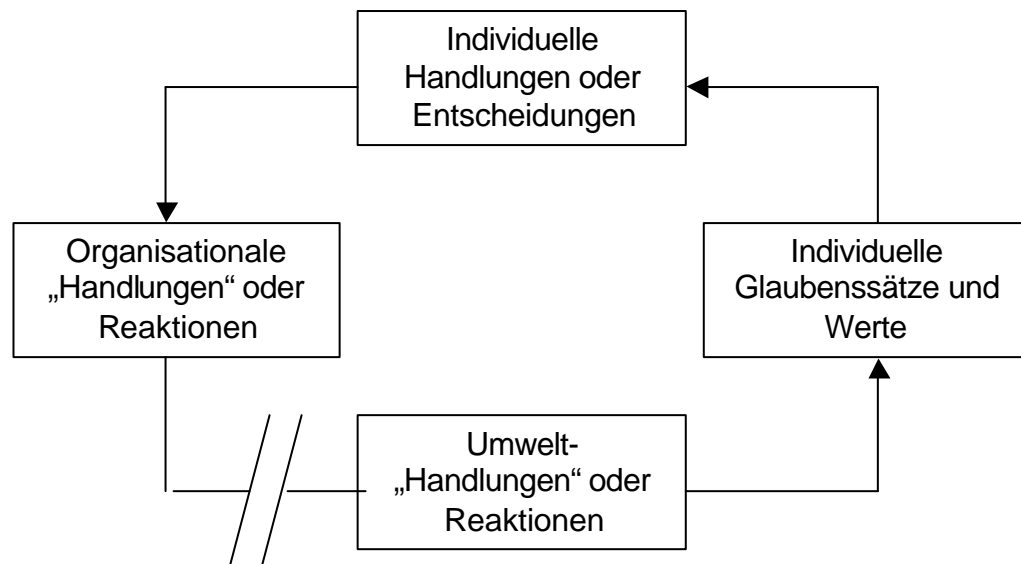 Individuelle
Handlungen oder
Entscheidungen
Organisationale
„Handlungen“ oder
Reaktionen
Individuelle
Glaubenssätze und
Werte
Umwelt-
„Handlungen“ oder
Reaktionen